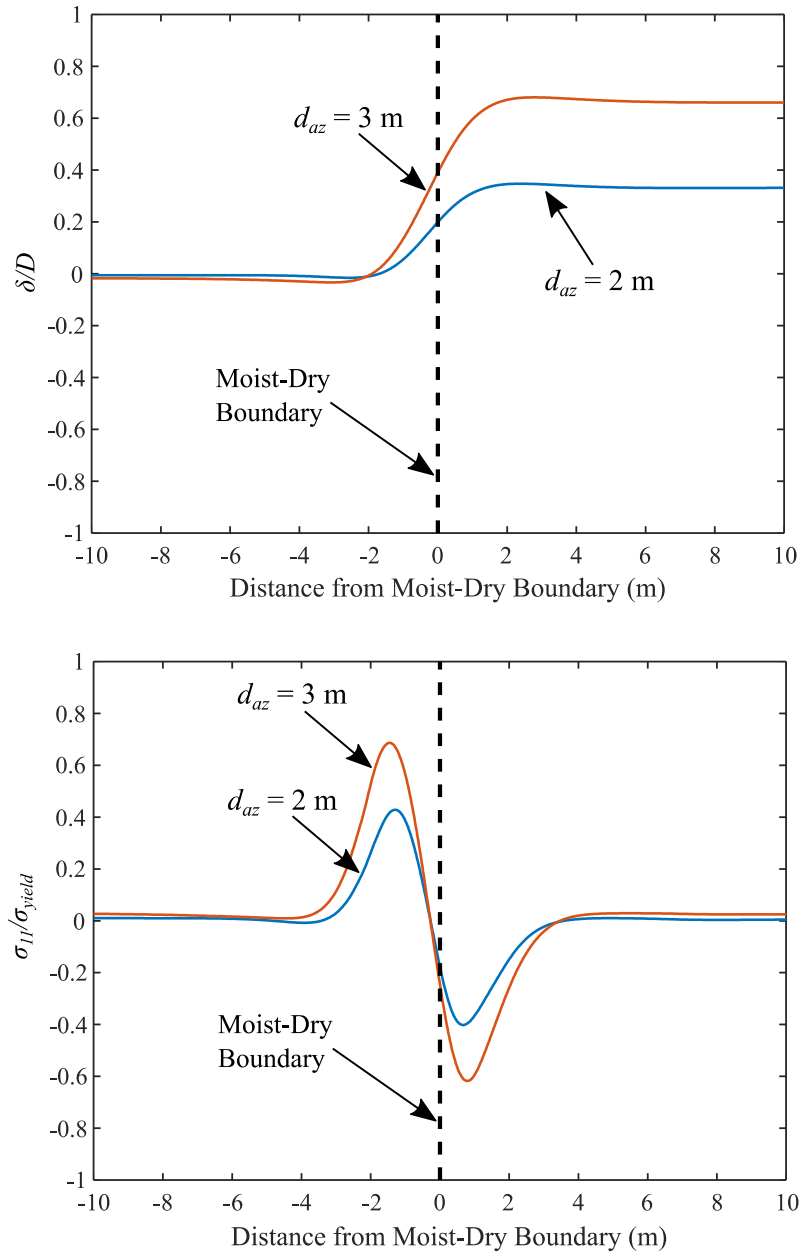 1
0.8
0.6
0.4
0.2
0
-0.2
-0.4
-0.6
-0.8
-1
δ/D
d_az = 3 m
d_az = 2 m
Moist-Dry
Boundary
-10 -8 -6 -4 -2 0 2 4 6 8 10
Distance from Moist-Dry Boundary (m)
1
0.8
0.6
0.4
0.2
0
-0.2
-0.4
-0.6
-0.8
-1
σ_11/σ_yield
d_az = 3 m
d_az = 2 m
Moist-Dry
Boundary
-10 -8 -6 -4 -2 0 2 4 6 8 10
Distance from Moist-Dry Boundary (m)